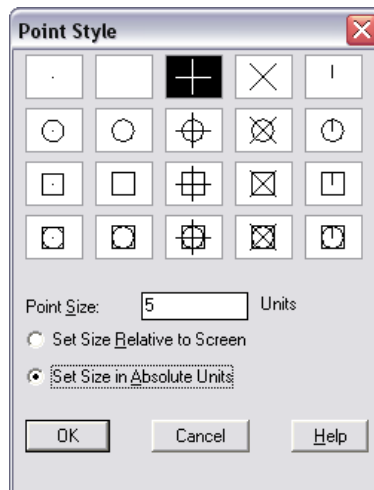 Point Style
Point Size: 5 Units
Set Size Relative to Screen
Set Size in Absolute Units
OK Cancel Help